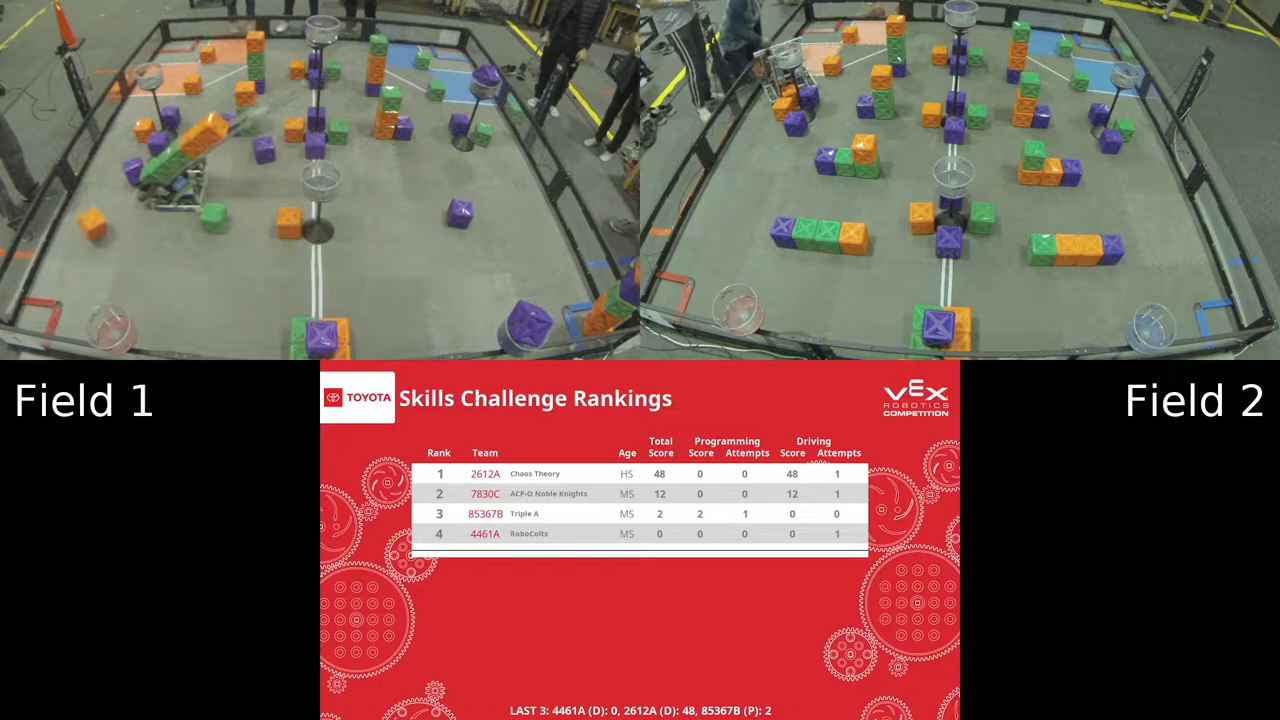 Field 1
Field 2
TOYOTA
Skills Challenge Rankings
VEX
ROBOTICS
COMPETITION
Total Programming Driving
Rank Team Age Score Score Attempts Score Attempts
1 2612A Chaos Theory HS 48 0 0 48 1
2 7830C ACP-O Noble Knights MS 12 0 0 12 1
3 85367B Triple A MS 2 2 1 0 0
4 4461A RoboColts MS 0 0 0 0 1
LAST 3: 4461A (D): 0, 2612A (D): 48, 85367B (P): 2